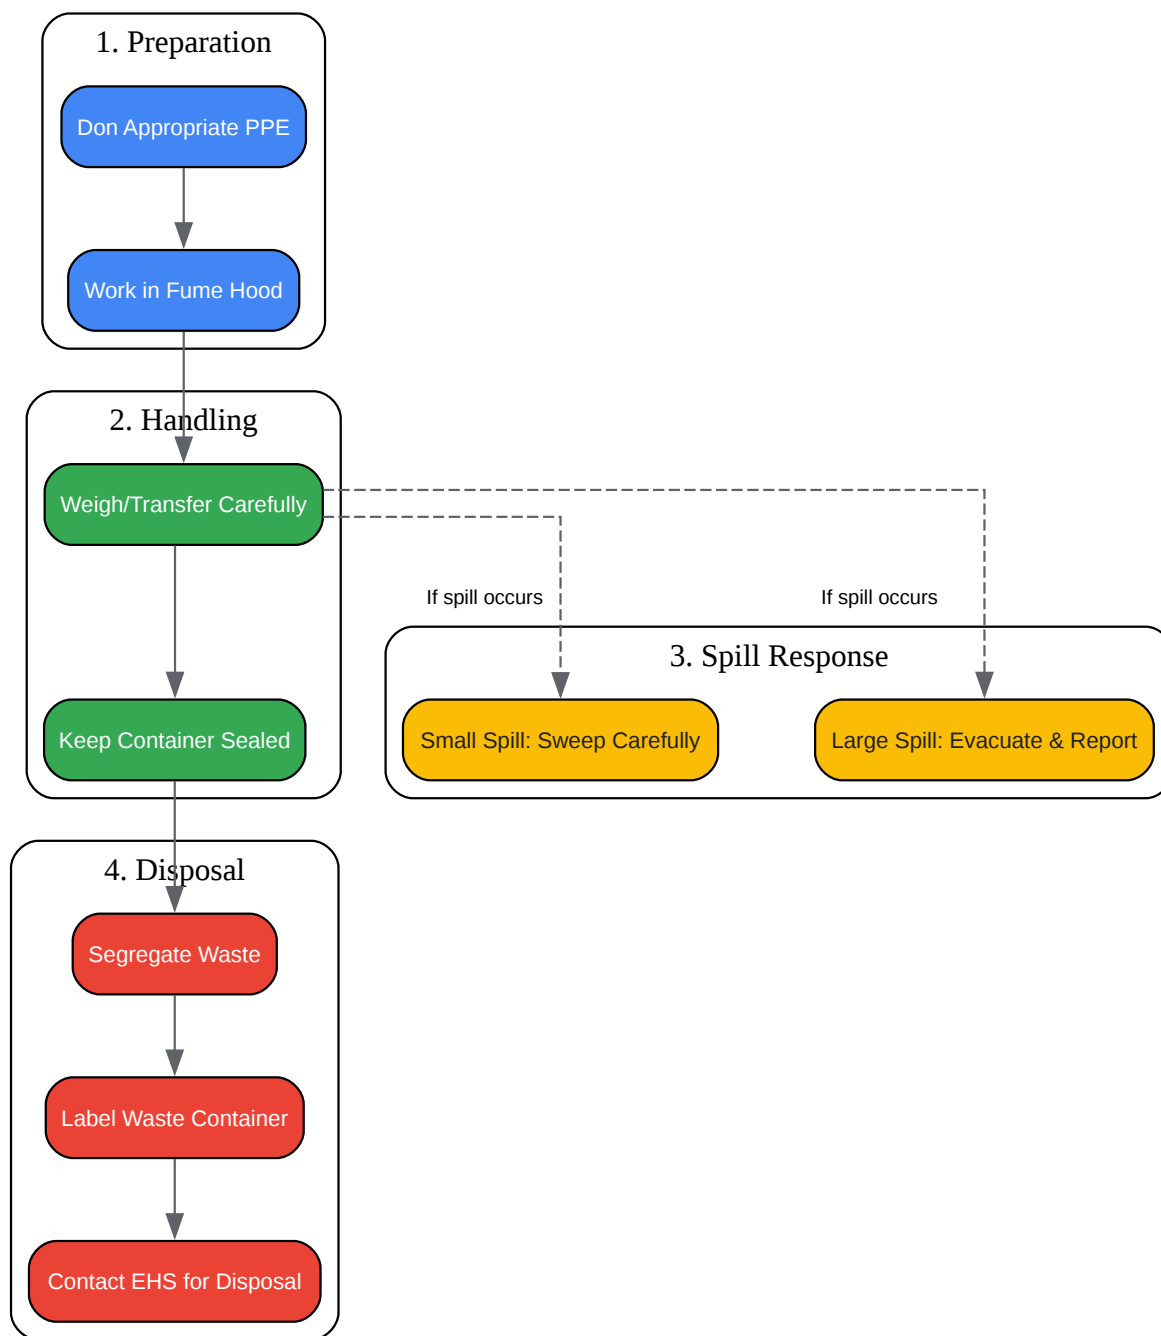 1. Preparation
Don Appropriate PPE
Work in Fume Hood
2. Handling
Weigh/Transfer Carefully
If spill occurs
If spill occurs
3. Spill Response
Keep Container Sealed
Small Spill: Sweep Carefully
Large Spill: Evacuate & Report
4. Disposal
Segregate Waste
Label Waste Container
Contact EHS for Disposal